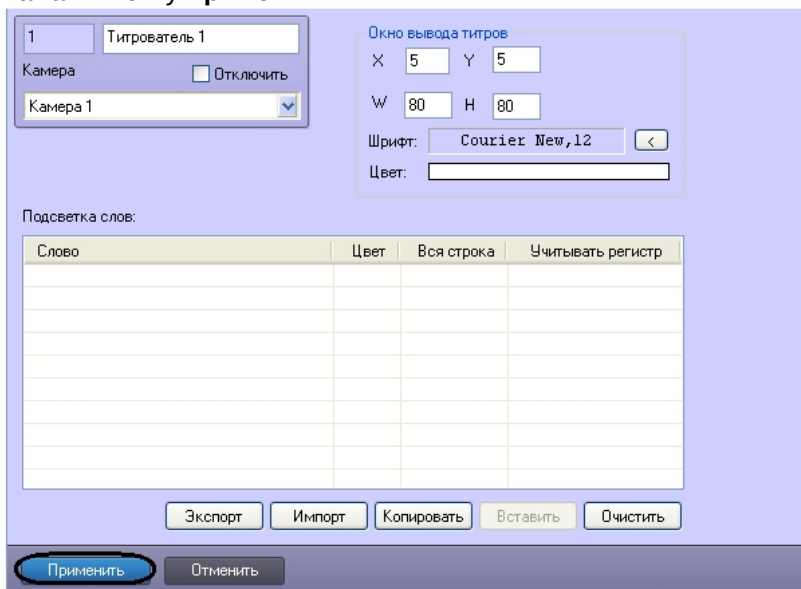 1 Титрователь 1
Камера Отключить
Камера 1
Окно вывода титров
X 5 Y 5
W 80 H 80
Шрифт: Courier New,12 <
Цвет:
Подсветка слов:
Слово Цвет Вся строка Учитывать регистр
Экспорт Импорт Копировать Вставить Очистить
Применить Отменить